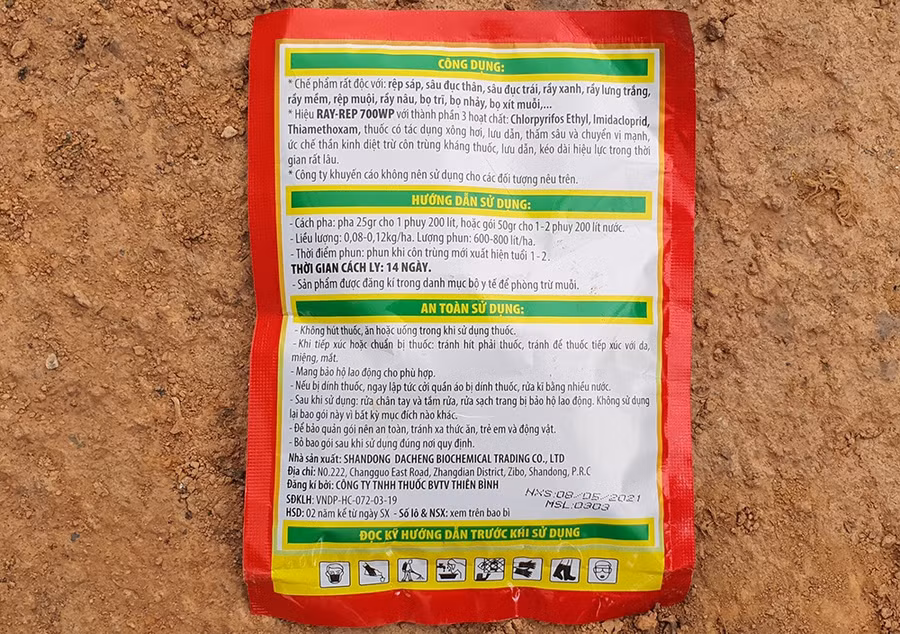 CÔNG DỤNG:
* Chế phẩm rất độc với: rệp sáp, sâu đục thân, sâu đục trái, rầy xanh, rầy lưng trắng,
rầy mềm, rệp muội, rầy nâu, bọ trĩ, bọ nhảy, bọ xít muỗi,...
* Hiệu RAY-REP 700WP với thành phần 3 hoạt chất: Chlorpyrifos Ethyl, Imidacloprid,
Thiamethoxam, thuốc có tác dụng xông hơi, lưu dẫn, thấm sâu và chuyển vị mạnh,
ức chế thần kinh diệt trừ côn trùng kháng thuốc, lưu dẫn, kéo dài hiệu lực trong thời
gian rất lâu.
* Công ty khuyến cáo không nên sử dụng cho các đối tượng nêu trên.
HƯỚNG DẪN SỬ DỤNG:
- Cách pha: pha 25gr cho 1 phuy 200 lít, hoặc gói 50gr cho 1-2 phuy 200 lít nước.
- Liều lượng: 0,08-0,12kg/ha. Lượng phun: 600-800 lít/ha.
- Thời điểm phun: phun khi côn trùng mới xuất hiện tuổi 1-2.
THỜI GIAN CÁCH LY: 14 NGÀY.
- Sản phẩm được đăng kí trong danh mục bộ y tế để phòng trừ muỗi.
AN TOÀN SỬ DỤNG:
- Không hút thuốc, ăn hoặc uống trong khi sử dụng thuốc.
- Khi tiếp xúc hoặc chuẩn bị thuốc: tránh hít phải thuốc, tránh để thuốc tiếp xúc với da,
miệng, mắt.
- Mang bảo hộ lao động cho phù hợp.
- Nếu bị dính thuốc, ngay lập tức cởi quần áo bị dính thuốc, rửa kĩ bằng nhiều nước.
- Sau khi sử dụng: rửa chân tay và tắm rửa, rửa sạch trang bị bảo hộ lao động. Không sử dụng
lại bao gói này vì bất kỳ mục đích nào khác.
- Để bảo quản gói nên an toàn, tránh xa thức ăn, trẻ em và động vật.
- Bỏ bao gói sau khi sử dụng đúng nơi quy định.
Nhà sản xuất: SHANDONG DACHENG BIOCHEMICAL TRADING CO., LTD
Địa chỉ: NO.222, Changguo East Road, Zhangdian District, Zibo, Shandong, P.R.C
Đăng kí bởi: CÔNG TY TNHH THUỐC BVTV THIÊN BÌNH
SĐKLH: VNDP-HC-072-03-19
NXS:08/05/2021
MSL:0303
HSD: 02 năm kể từ ngày SX - Số lô & NSX: xem trên bao bì
ĐỌC KỸ HƯỚNG DẪN TRƯỚC KHI SỬ DỤNG